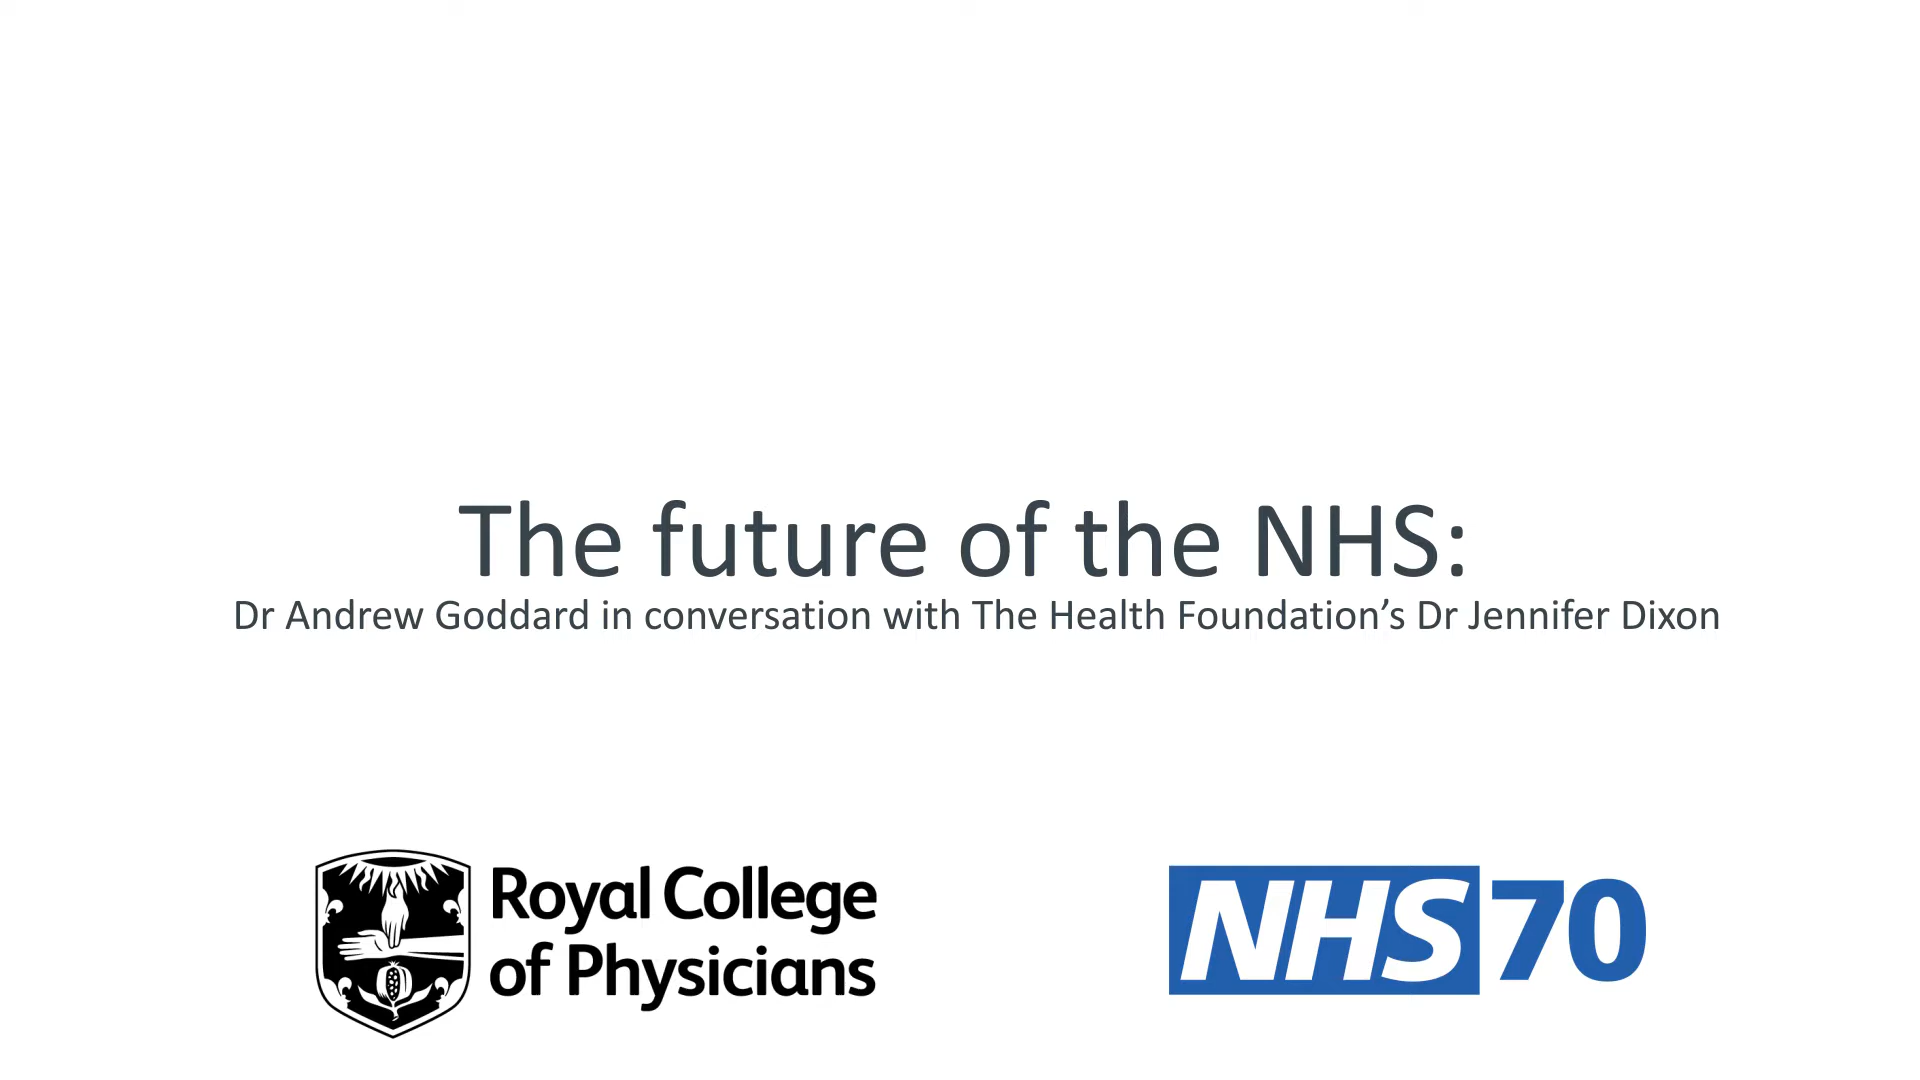 The future of the NHS:
Dr Andrew Goddard in conversation with The Health Foundation’s Dr Jennifer Dixon
Royal College
of Physicians
NHS 70